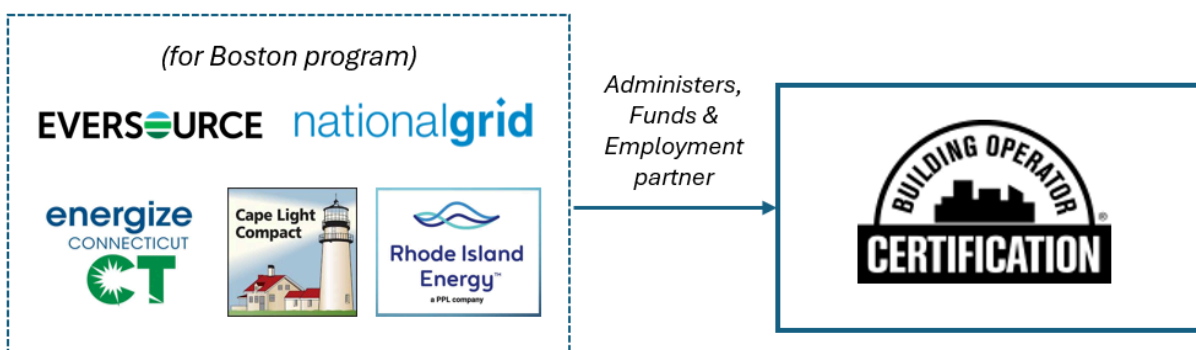 (for Boston program)
EVERSOURCE
nationalgrid
energize
CONNECTICUT
CT
Cape Light
Compact
Rhode Island
Energy™
a PPL company
Administers,
Funds &
Employment
partner
BUILDING OPERATOR
CERTIFICATION
®